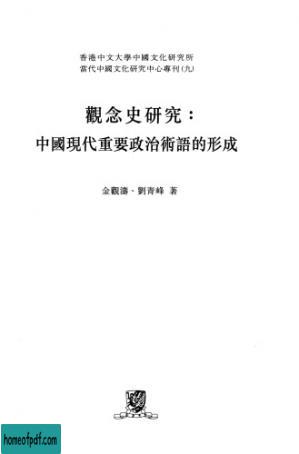 香港中文大學中國文化研究所
當代中國文化研究中心專刊(九)
觀念史研究：
中國現代重要政治術語的形成
金觀濤、劉青峰 著
homeofpdf.com